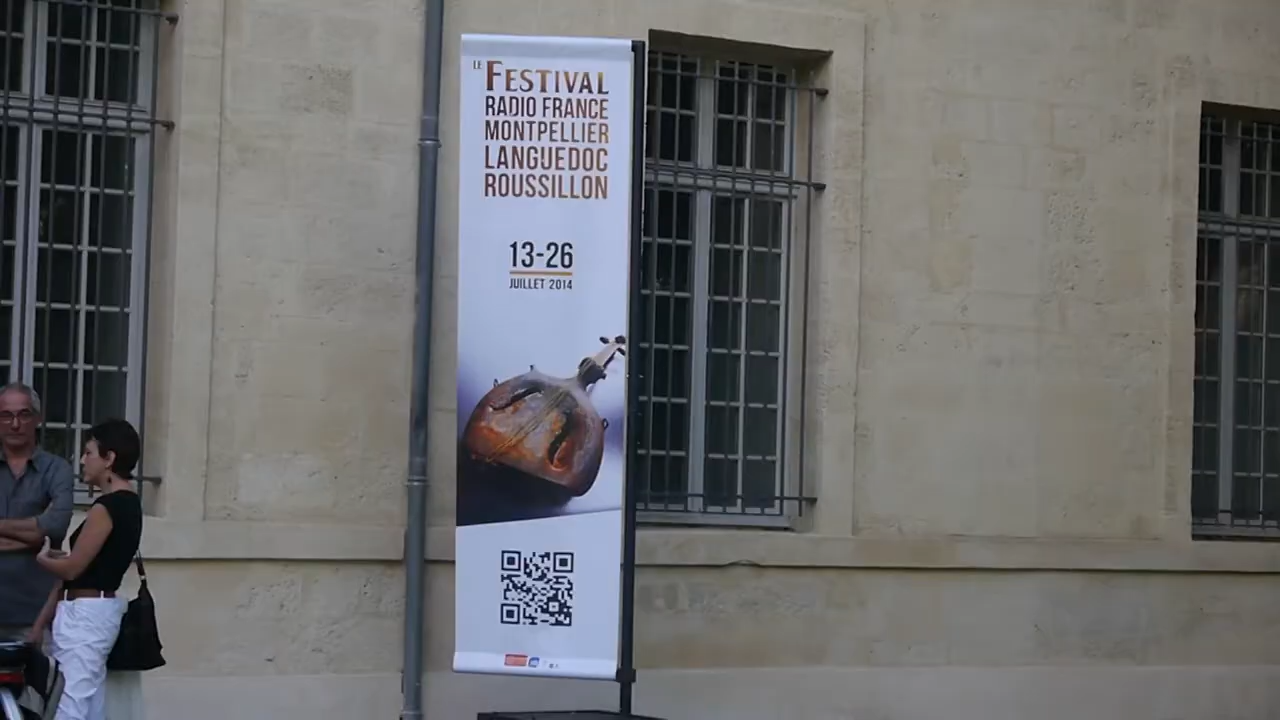 LE FESTIVAL
RADIO FRANCE
MONTPELLIER
LANGUEDOC
ROUSSILLON
13-26
JUILLET 2014